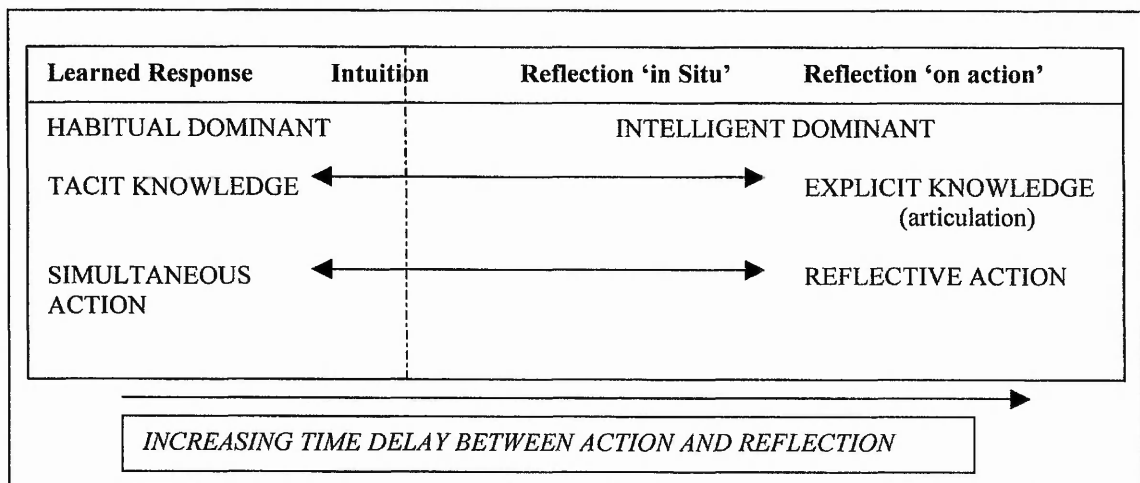 Learned Response Intuition Reflection ‘in Situ’ Reflection ‘on action’
HABITUAL DOMINANT INTELLIGENT DOMINANT
TACIT KNOWLEDGE EXPLICIT KNOWLEDGE
(articulation)
SIMULTANEOUS REFLECTIVE ACTION
ACTION
INCREASING TIME DELAY BETWEEN ACTION AND REFLECTION